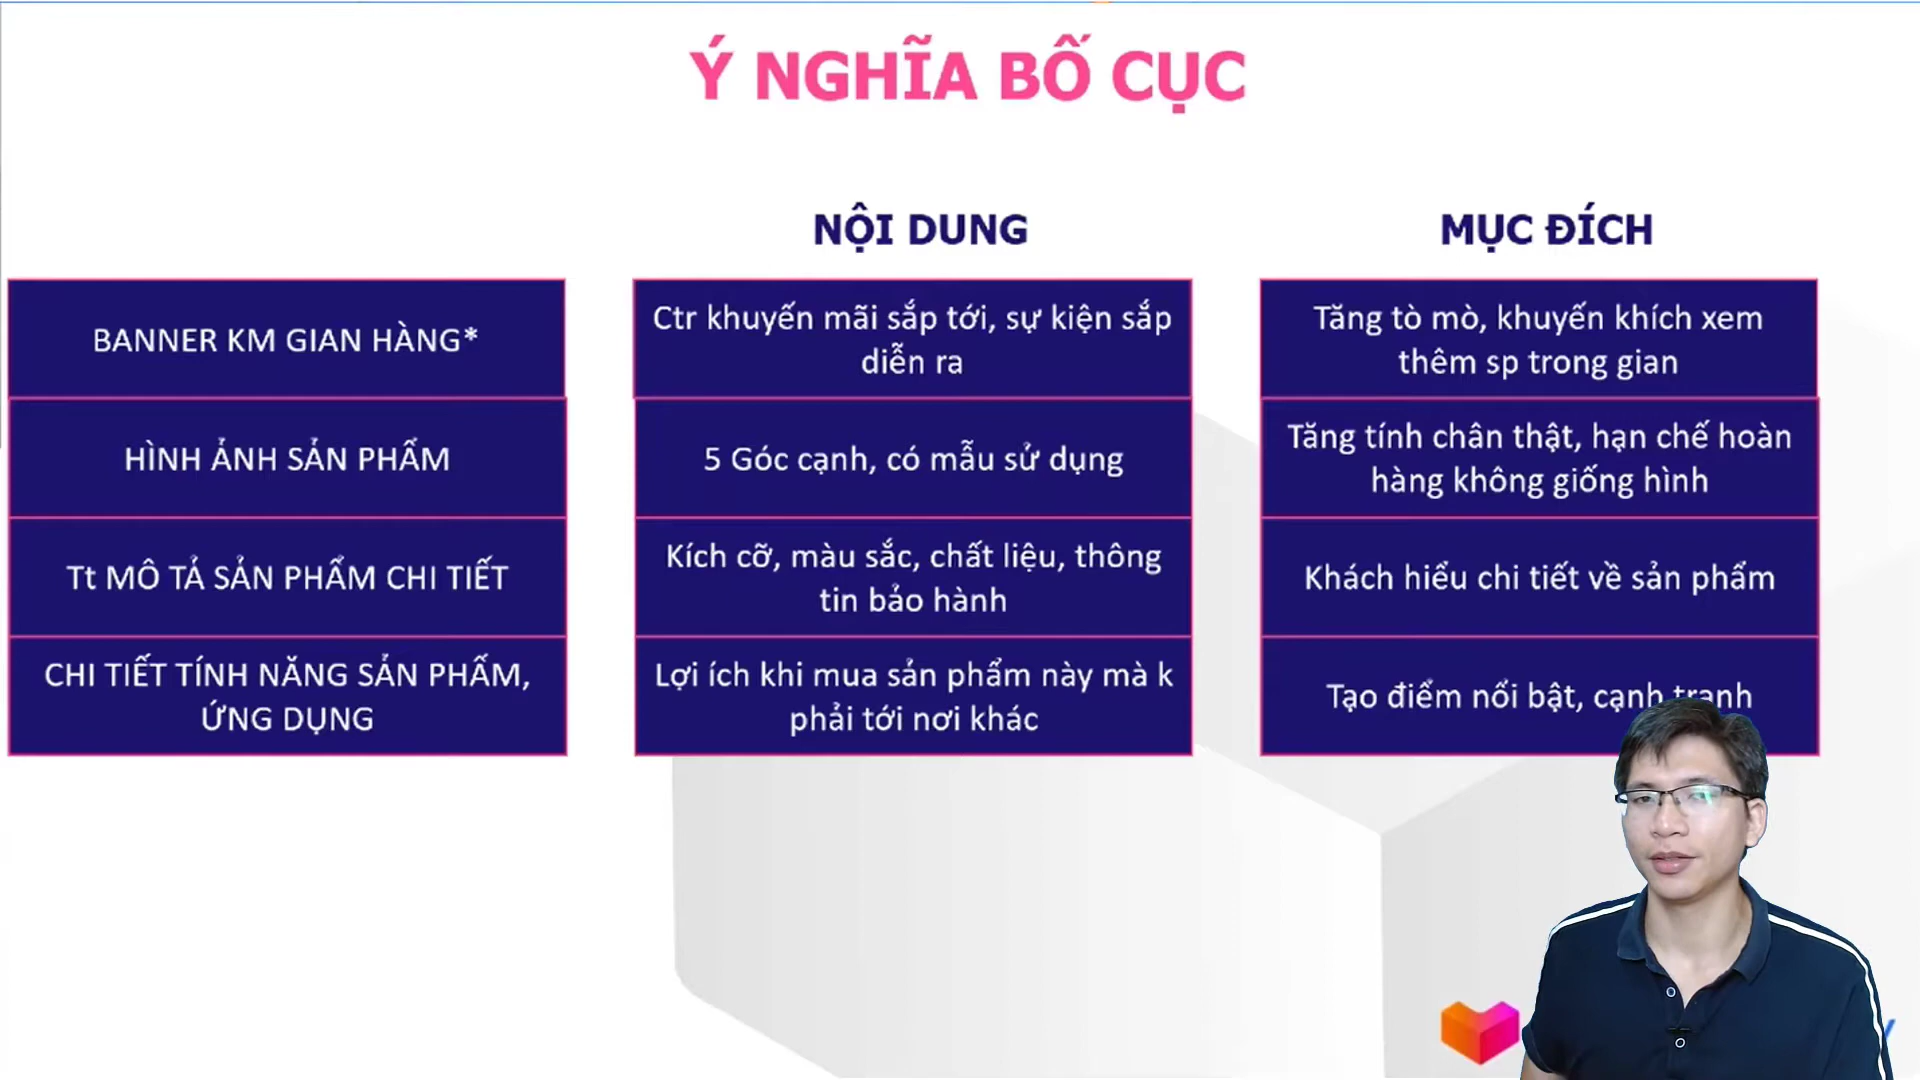 Ý NGHĨA BỐ CỤC
NỘI DUNG
MỤC ĐÍCH
BANNER KM GIAN HÀNG*
Ctr khuyến mãi sắp tới, sự kiện sắp
diễn ra
Tăng tò mò, khuyến khích xem
thêm sp trong gian
HÌNH ẢNH SẢN PHẨM
5 Góc cạnh, có mẫu sử dụng
Tăng tính chân thật, hạn chế hoàn
hàng không giống hình
Tt MÔ TẢ SẢN PHẨM CHI TIẾT
Kích cỡ, màu sắc, chất liệu, thông
tin bảo hành
Khách hiểu chi tiết về sản phẩm
CHI TIẾT TÍNH NĂNG SẢN PHẨM,
ỨNG DỤNG
Lợi ích khi mua sản phẩm này mà k
phải tới nơi khác
Tạo điểm nổi bật, cạnh tranh